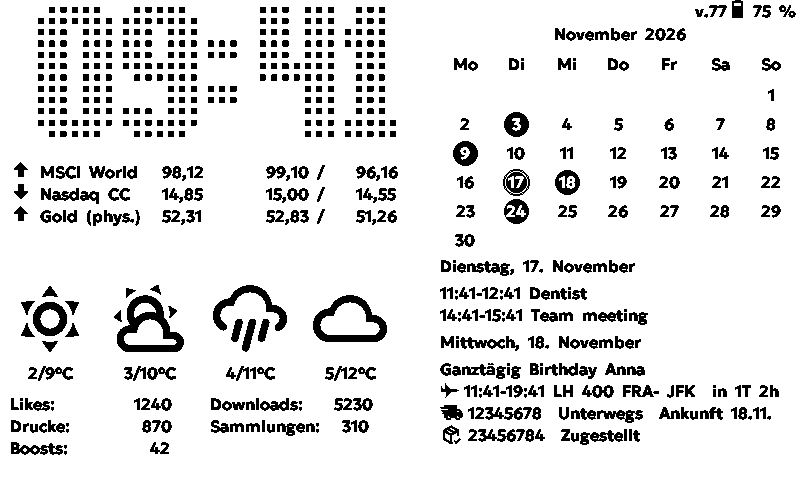 09:41
MSCI World 98,12 99,10 / 96,16
Nasdaq CC 14,85 15,00 / 14,55
Gold (phys.) 52,31 52,83 / 51,26
2/9°C 3/10°C 4/11°C 5/12°C
Likes: 1240 Downloads: 5230
Drucke: 870 Sammlungen: 310
Boosts: 42
v.77 75 %
November 2026
Mo Di Mi Do Fr Sa So
1
2 3 4 5 6 7 8
9 10 11 12 13 14 15
16 17 18 19 20 21 22
23 24 25 26 27 28 29
30
Dienstag, 17. November
11:41-12:41 Dentist
14:41-15:41 Team meeting
Mittwoch, 18. November
Ganztägig Birthday Anna
11:41-19:41 LH 400 FRA- JFK in 1T 2h
12345678 Unterwegs Ankunft 18.11.
23456784 Zugestellt